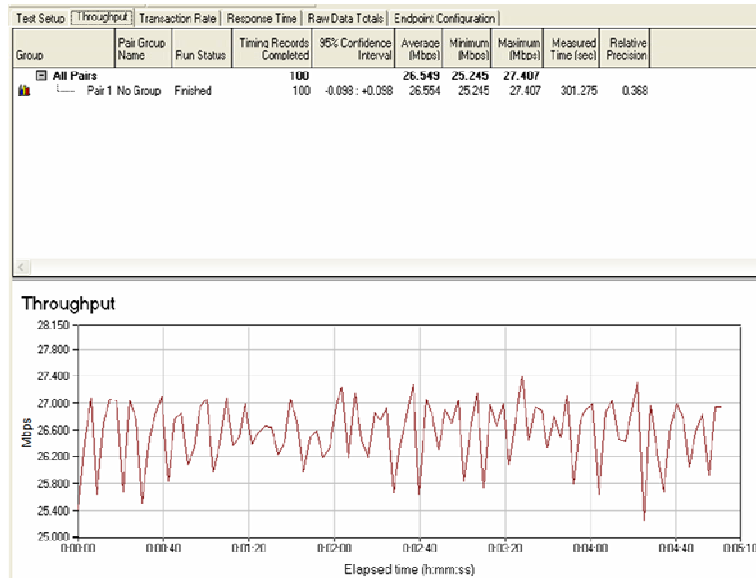 Test Setup Throughput Transaction Rate Response Time Raw Data Totals Endpoint Configuration
Group Pair Group Name Run Status Timing Records Completed 95% Confidence Interval Average (Mbps) Minimum (Mbps) Maximum (Mbps) Measured Time (sec) Relative Precision
All Pairs 100 26.549 25.245 27.407
Pair 1 No Group Finished 100 -0.098 : +0.098 26.554 25.245 27.407 301.275 0.368
Throughput
28.150
27.800
27.400
27.000
26.600
26.200
25.800
25.400
25.000
Mbps
0:00:00 0:00:40 0:01:20 0:02:00 0:02:40 0:03:20 0:04:00 0:04:40 0:05:10
Elapsed time (h:mm:ss)